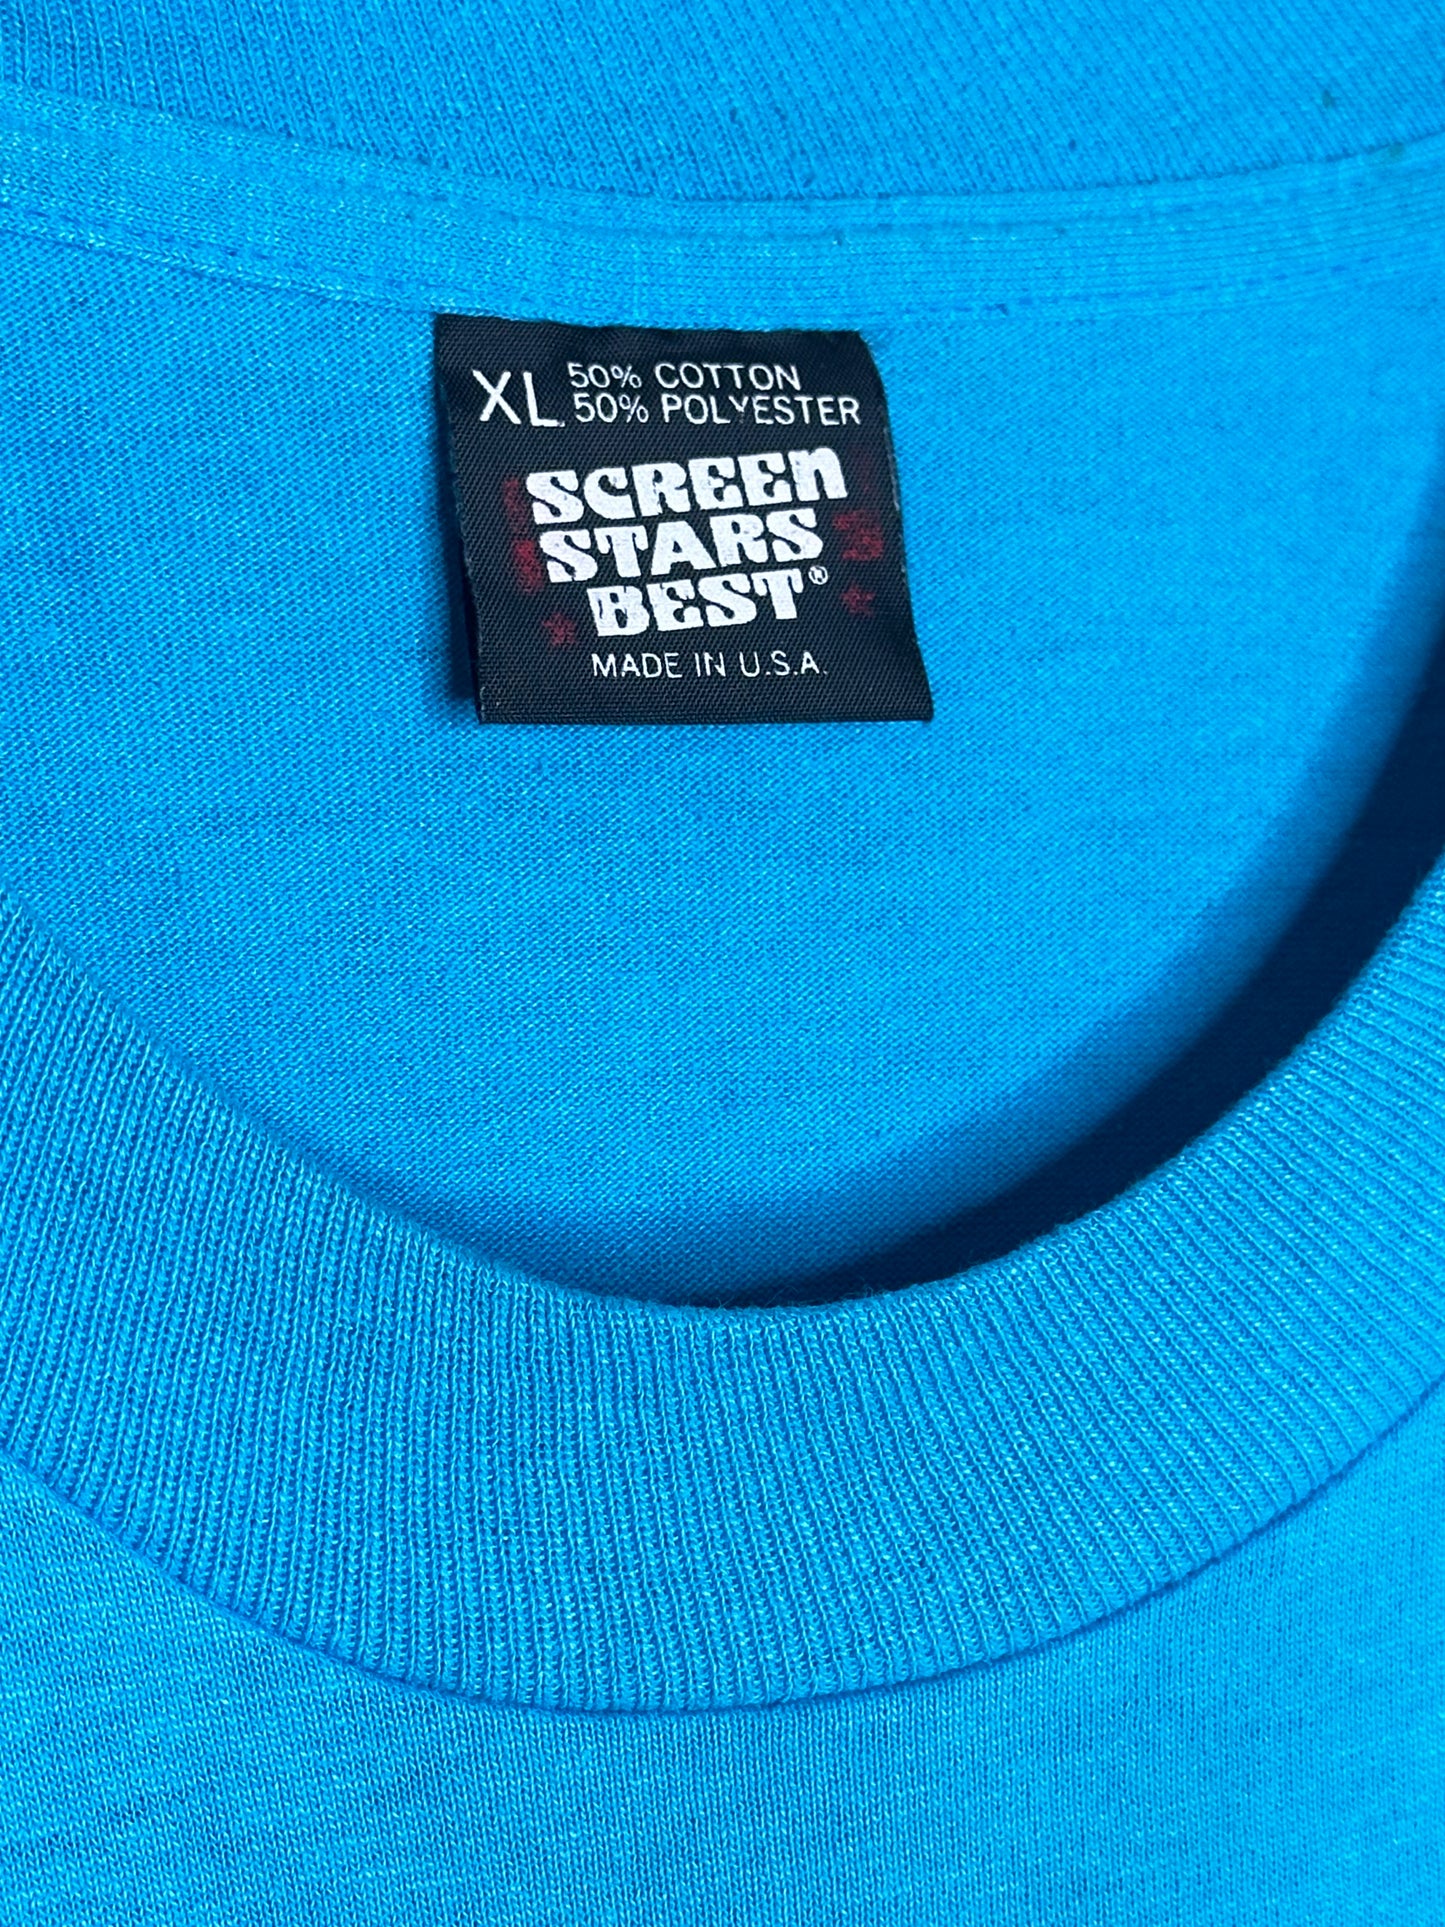 XL 50% COTTON
50% POLYESTER
SCREEN
STARS
BEST®
MADE IN U.S.A.